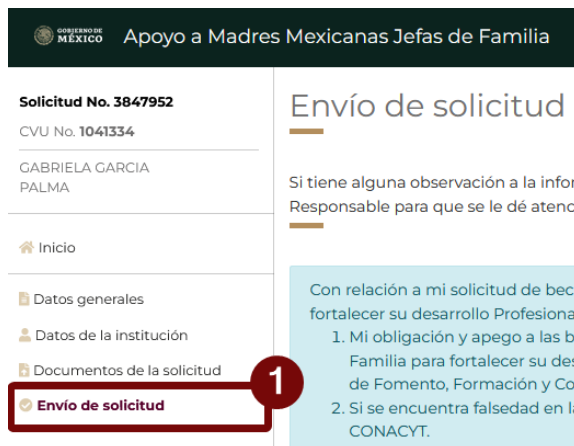 GOBIERNO DE
MÉXICO
Apoyo a Madres Mexicanas Jefas de Familia
Solicitud No. 3847952
CVU No. 1041334
GABRIELA GARCIA
PALMA
Inicio
Datos generales
Datos de la institución
Documentos de la solicitud
Envío de solicitud
1
Envío de solicitud
Si tiene alguna observación a la infor
Responsable para que se le dé atenc
Con relación a mi solicitud de bec
fortalecer su desarrollo Profesiona
1. Mi obligación y apego a las b
Familia para fortalecer su des
de Fomento, Formación y Co
2. Si se encuentra falsedad en la
CONACYT.